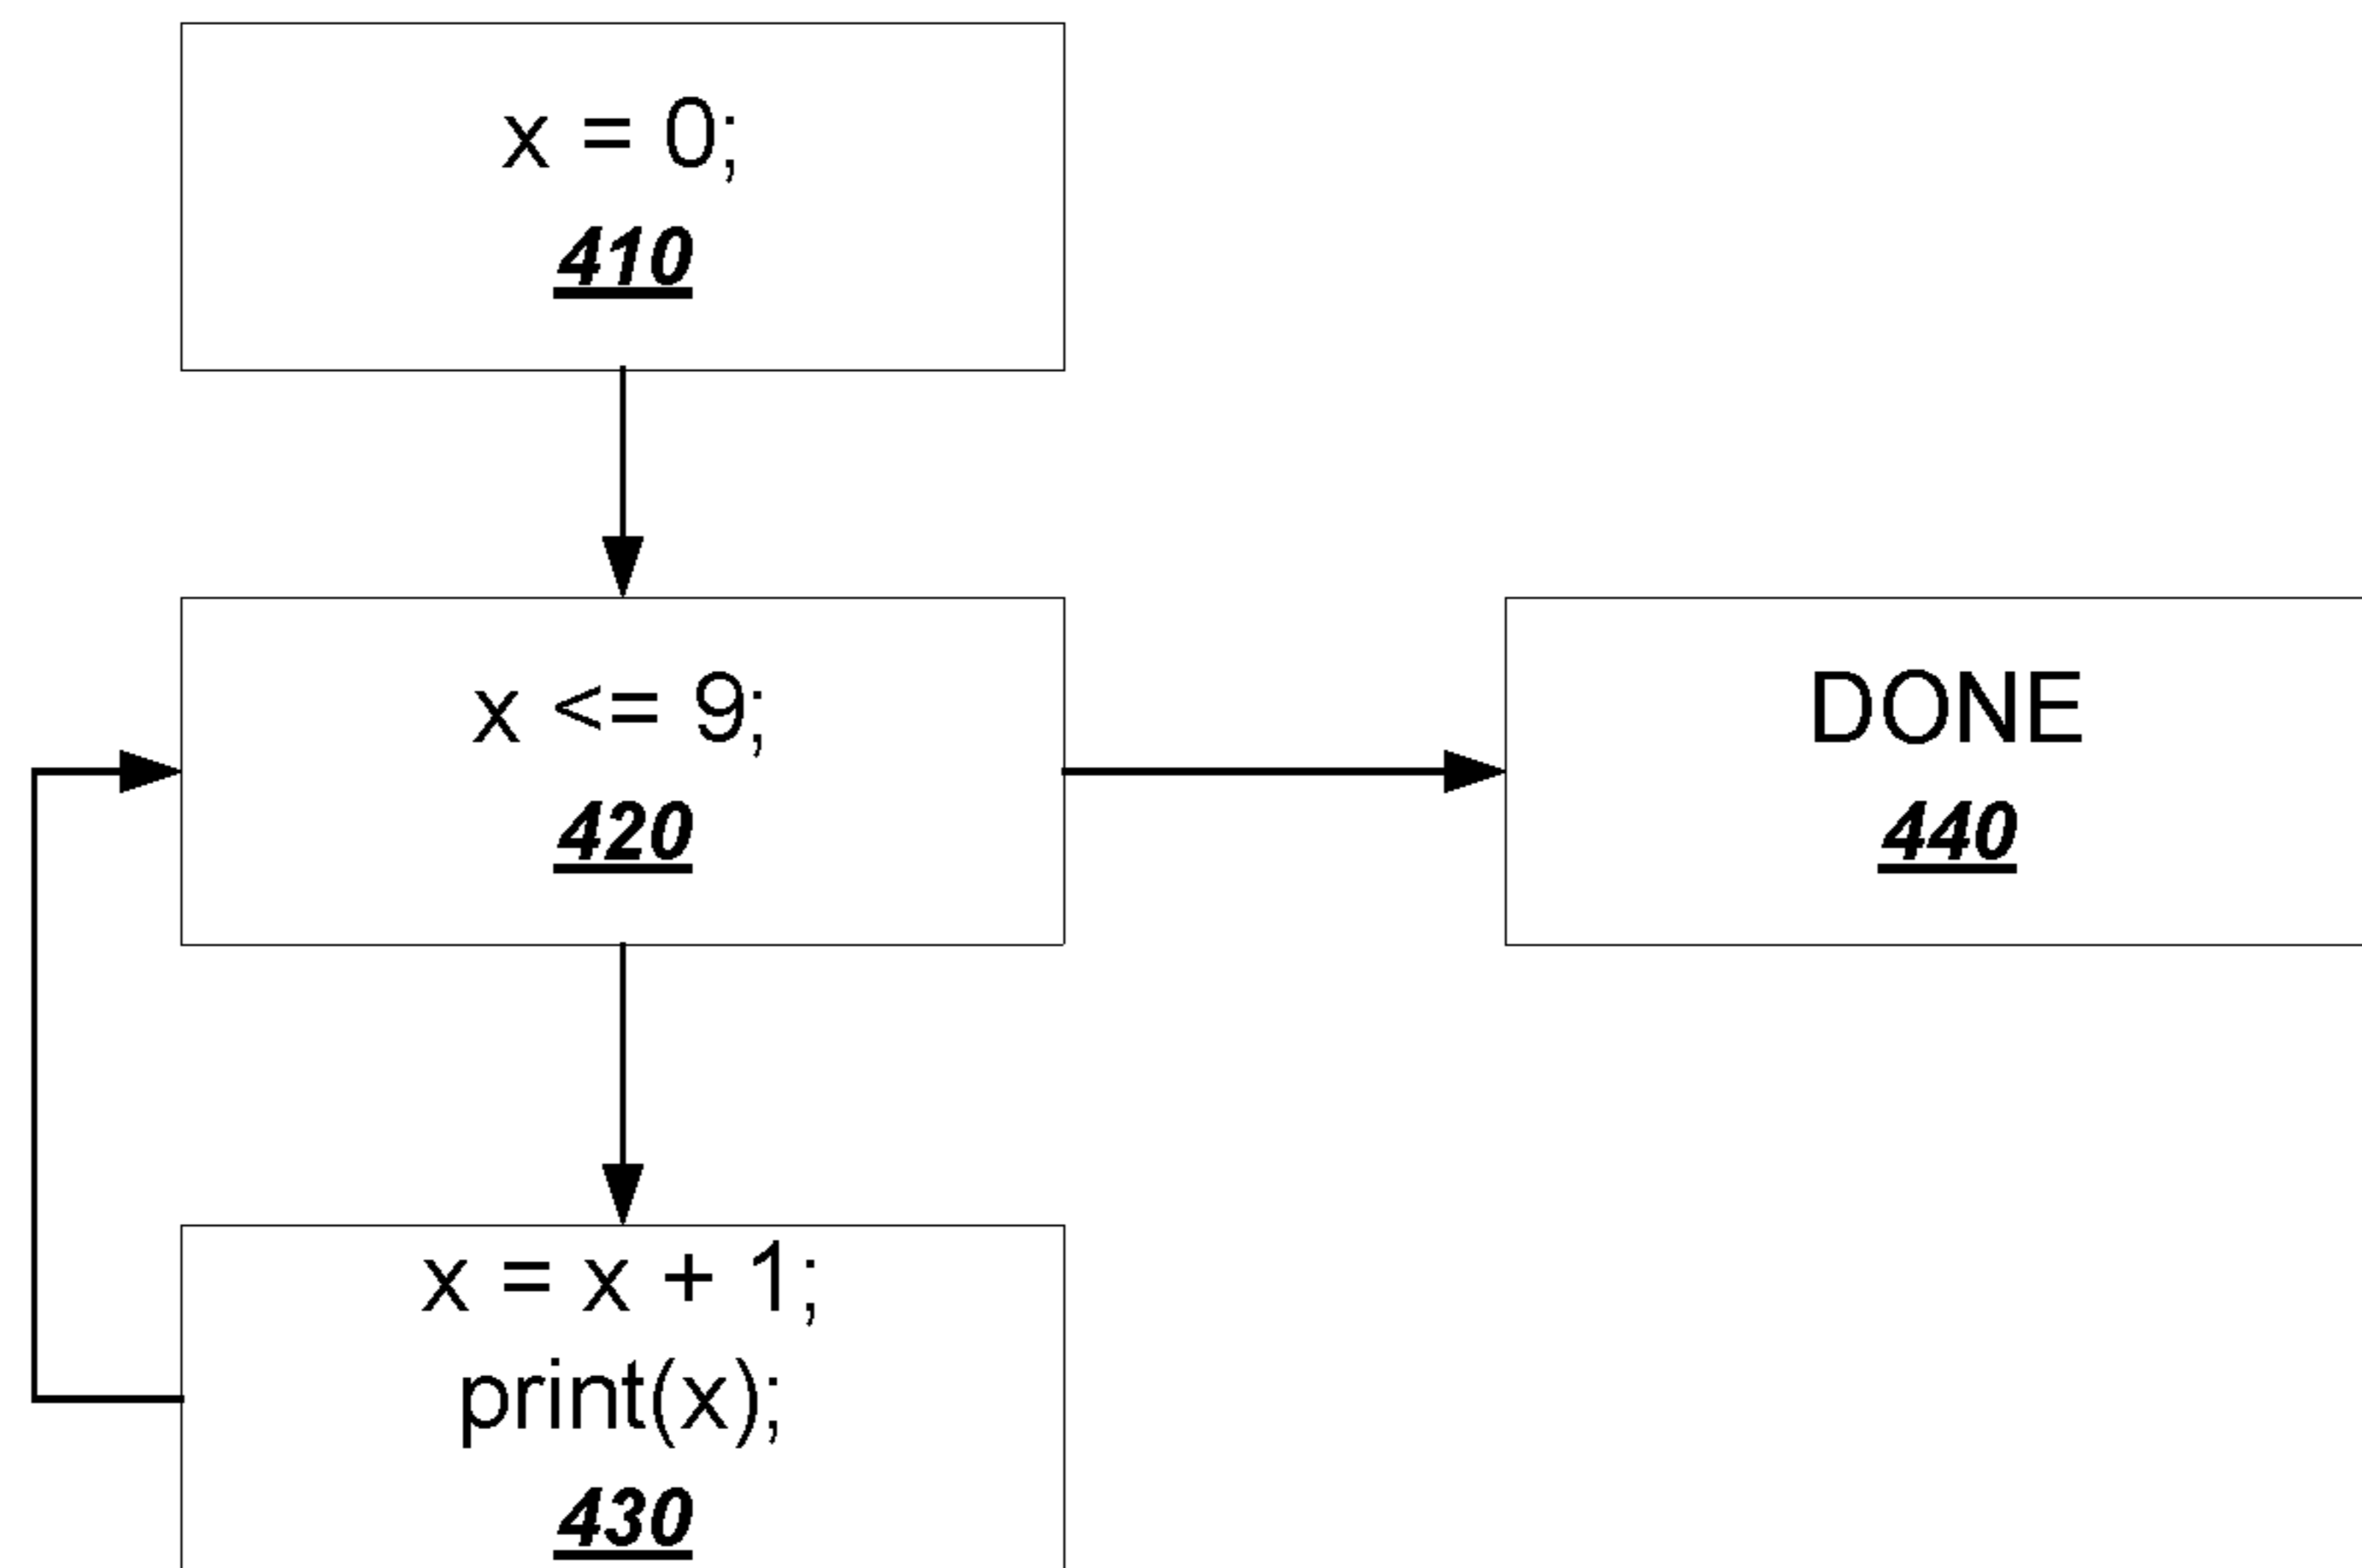 x = 0;
410
x <= 9;
420
DONE
440
x = x + 1;
print(x);
430